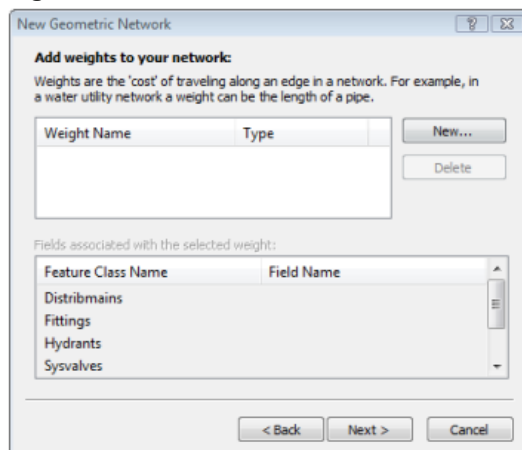 New Geometric Network
Add weights to your network:
Weights are the 'cost' of traveling along an edge in a network. For example, in
a water utility network a weight can be the length of a pipe.
Weight Name Type
New...
Delete
Fields associated with the selected weight:
Feature Class Name Field Name
Distribmains
Fittings
Hydrants
Sysvalves
< Back Next > Cancel